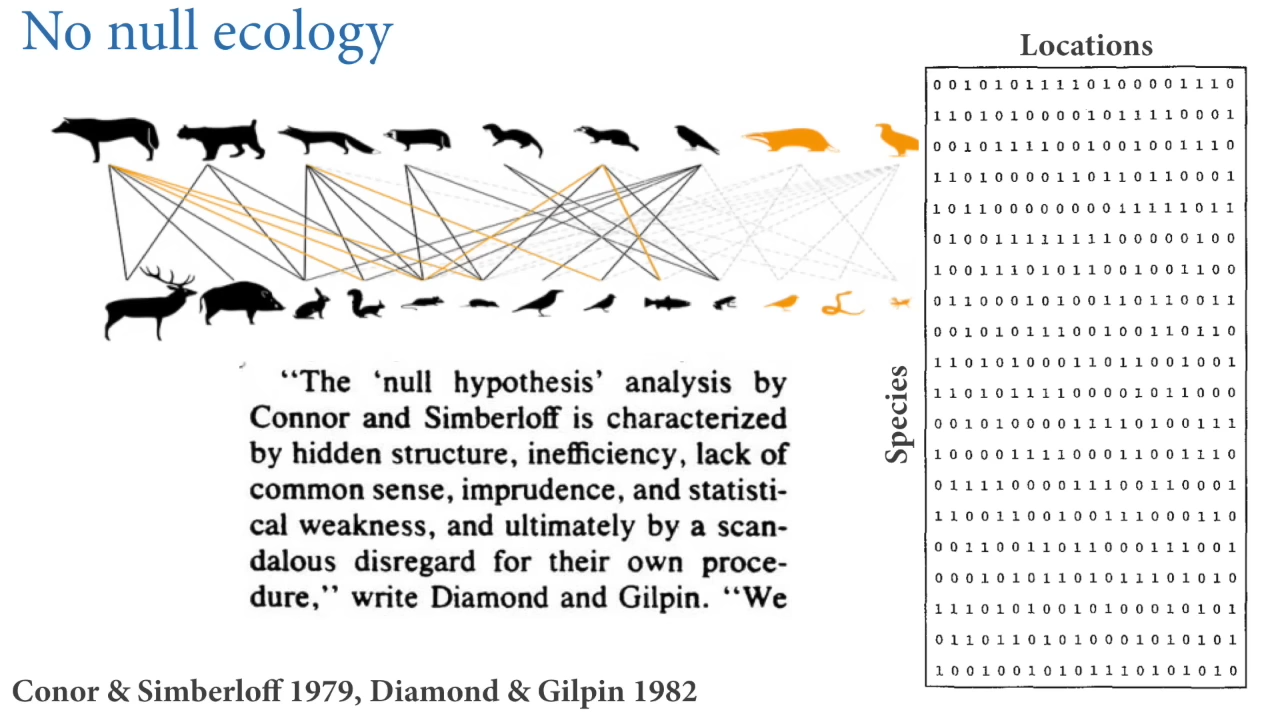 No null ecology
Locations
0 0 1 0 1 0 1 1 1 1 0 1 0 0 0 0 1 1 1 0
1 1 0 1 0 1 0 0 0 0 1 0 1 1 1 1 0 0 0 1
0 0 1 0 1 1 1 1 0 0 1 0 0 1 0 0 1 1 1 0
1 1 0 1 0 0 0 0 1 1 0 1 1 0 1 1 0 0 0 1
1 0 1 1 0 0 0 0 0 0 0 0 1 1 1 1 1 0 1 1
0 1 0 0 1 1 1 1 1 1 1 1 0 0 0 0 0 1 0 0
1 0 0 1 1 1 0 1 0 1 1 0 0 1 0 0 1 1 0 0
0 1 1 0 0 0 1 0 1 0 0 1 1 0 1 1 0 0 1 1
0 0 1 0 1 0 1 1 1 0 0 1 0 0 1 1 0 1 1 0
1 1 0 1 0 1 0 0 0 1 1 0 1 1 0 0 1 0 0 1
1 1 0 1 0 1 1 1 1 0 0 0 0 1 0 1 1 0 0 0
0 0 1 0 1 0 0 0 0 1 1 1 1 0 1 0 0 1 1 1
1 0 0 0 0 1 1 1 1 0 0 0 1 1 0 0 1 1 1 0
0 1 1 1 1 0 0 0 0 1 1 1 0 0 1 1 0 0 0 1
1 1 0 0 1 1 0 0 1 0 0 1 1 1 0 0 0 1 1 0
0 0 1 1 0 0 1 1 0 1 1 0 0 0 1 1 1 0 0 1
0 0 0 1 0 1 0 1 1 0 1 0 1 1 1 0 1 0 1 0
1 1 1 0 1 0 1 0 0 1 0 1 0 0 0 1 0 1 0 1
0 1 1 0 1 1 0 1 0 1 0 0 0 1 0 1 0 1 0 1
1 0 0 1 0 0 1 0 1 0 1 1 1 0 1 0 1 0 1 0
Species
“The ‘null hypothesis’ analysis by
Connor and Simberloff is characterized
by hidden structure, inefficiency, lack of
common sense, imprudence, and statisti-
cal weakness, and ultimately by a scan-
dalous disregard for their own proce-
dure,” write Diamond and Gilpin. “We
Conor & Simberloff 1979, Diamond & Gilpin 1982